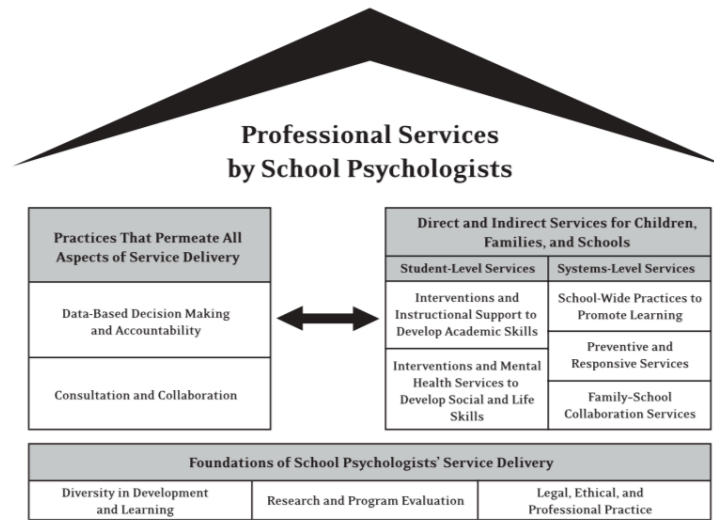 Professional Services
by School Psychologists
Practices That Permeate All
Aspects of Service Delivery
Data-Based Decision Making
and Accountability
Consultation and Collaboration
Direct and Indirect Services for Children,
Families, and Schools
Student-Level Services
Interventions and
Instructional Support to
Develop Academic Skills
Interventions and Mental
Health Services to
Develop Social and Life
Skills
Systems-Level Services
School-Wide Practices to
Promote Learning
Preventive and
Responsive Services
Family–School
Collaboration Services
Foundations of School Psychologists' Service Delivery
Diversity in Development
and Learning
Research and Program Evaluation
Legal, Ethical, and
Professional Practice